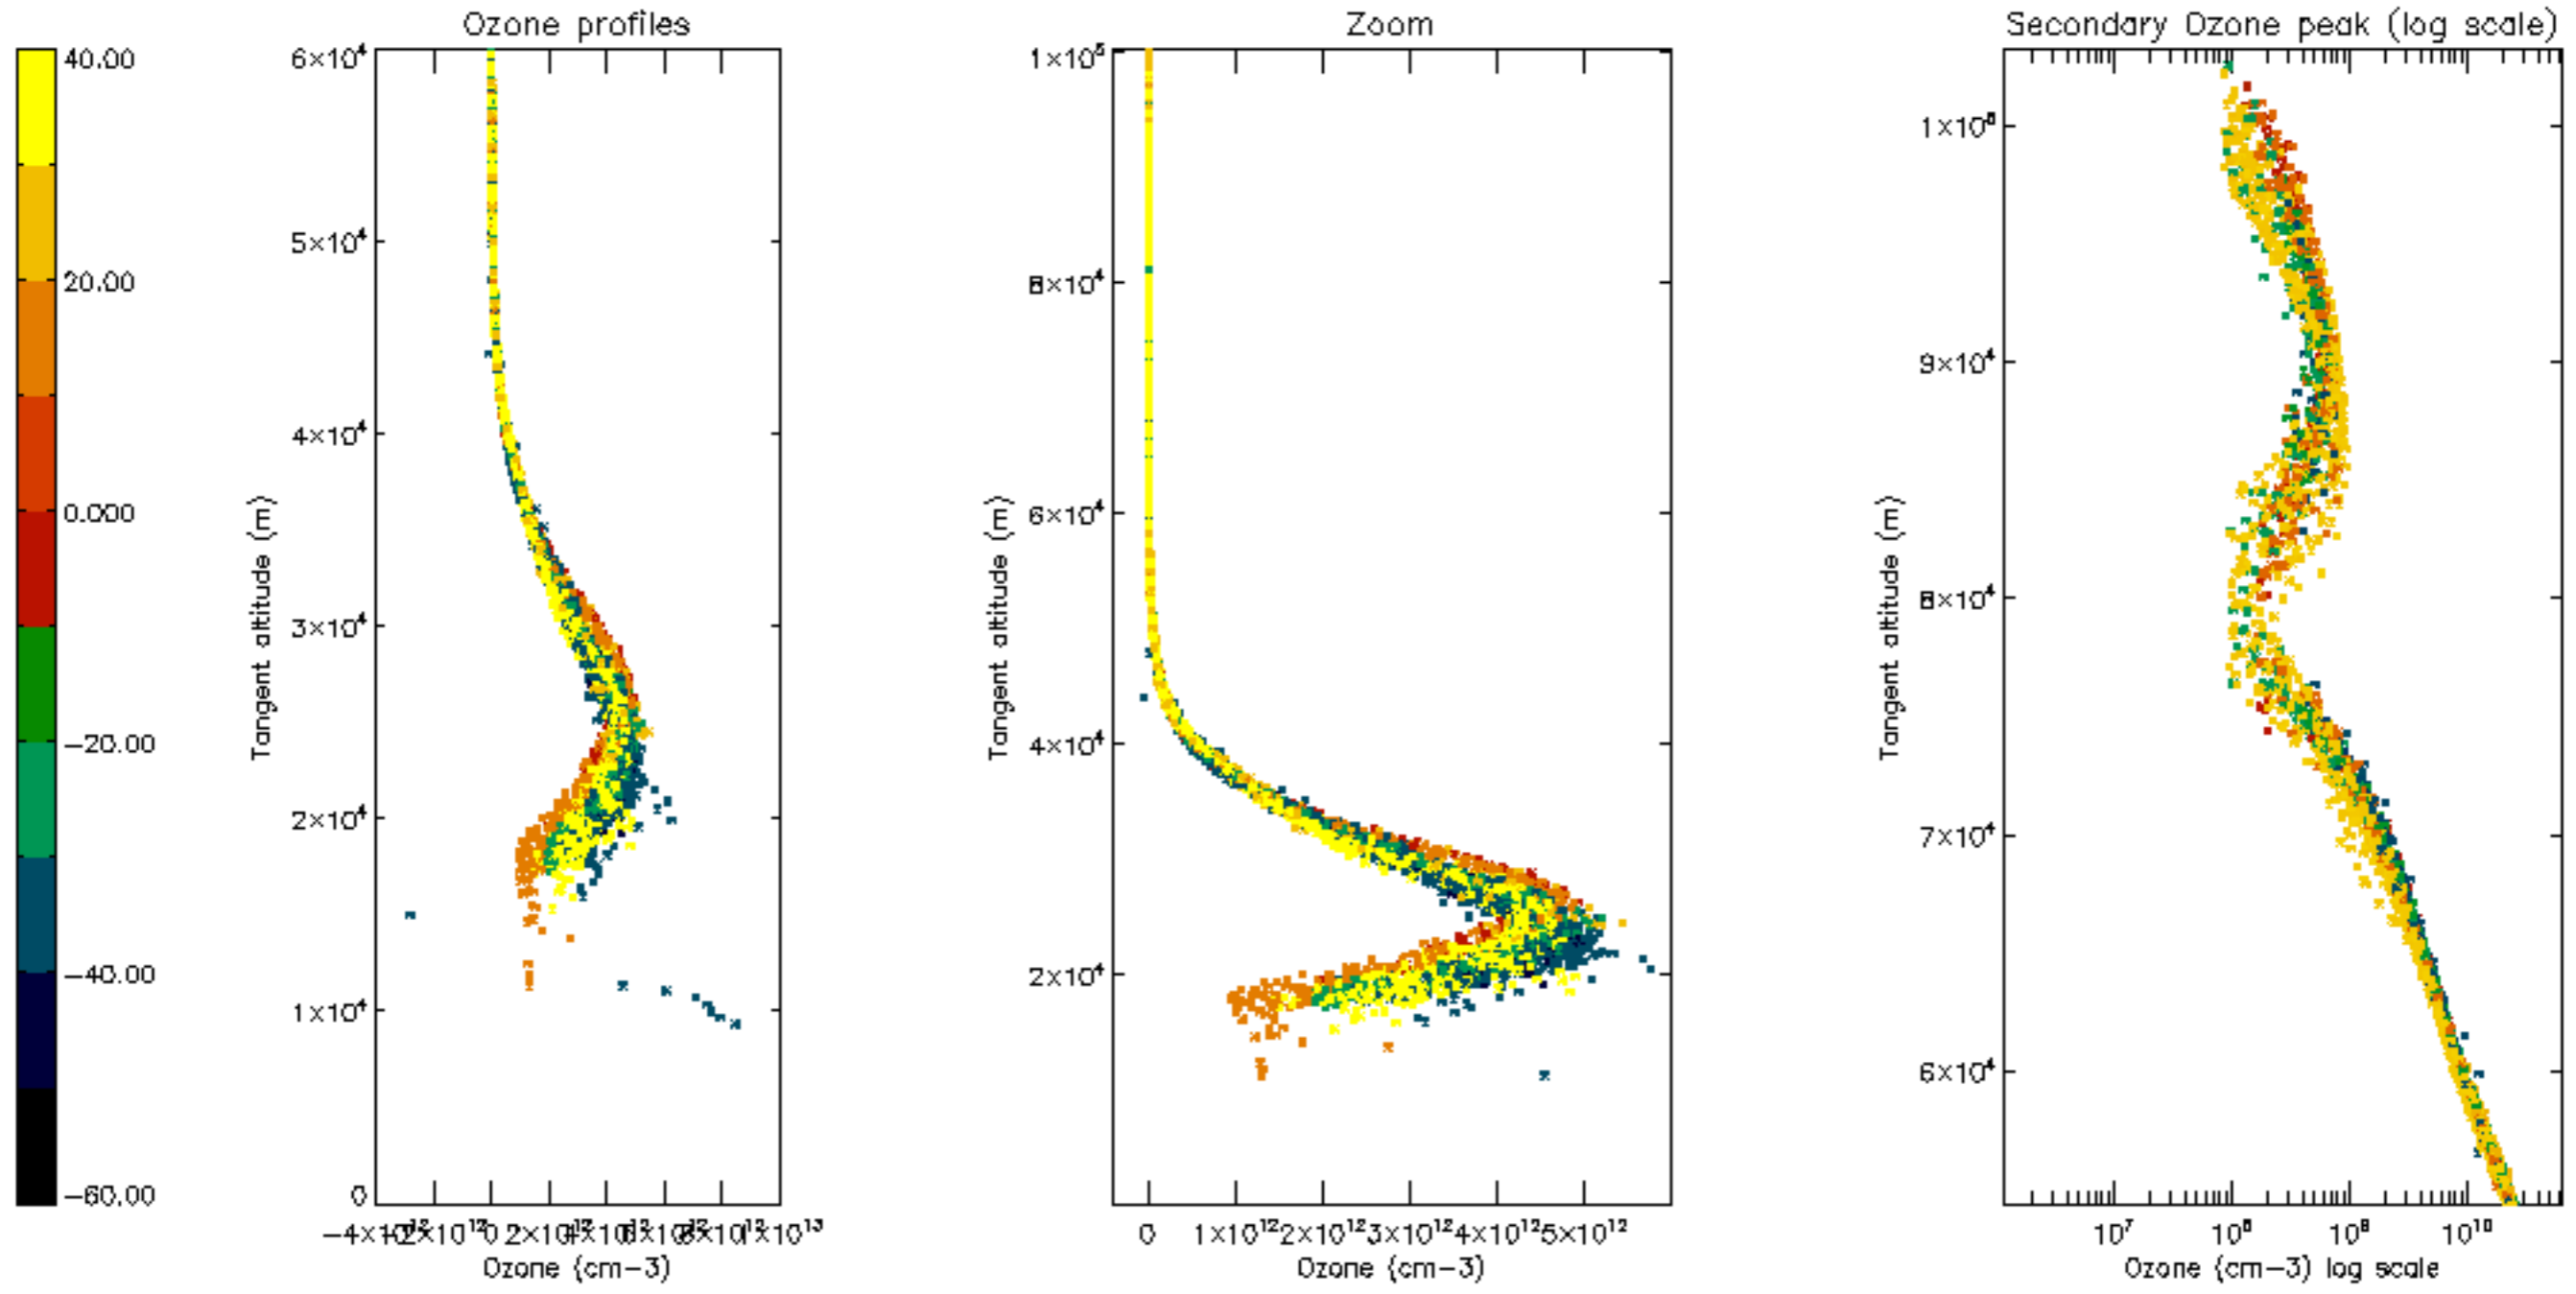 Ozone profiles
Zoom
Secondary Ozone peak (log scale)
40.00
20.00
0.000
−20.00
−40.00
−60.00
6×10⁴
5×10⁴
4×10⁴
3×10⁴
2×10⁴
1×10⁴
0
Tangent altitude (m)
Ozone (cm−3)
1×10⁵
8×10⁴
6×10⁴
4×10⁴
2×10⁴
Tangent altitude (m)
0 1×10¹² 2×10¹² 3×10¹² 4×10¹² 5×10¹²
Ozone (cm−3)
1×10⁵
9×10⁴
8×10⁴
7×10⁴
6×10⁴
Tangent altitude (m)
10⁷ 10⁸ 10⁹ 10¹⁰
Ozone (cm−3) log scale